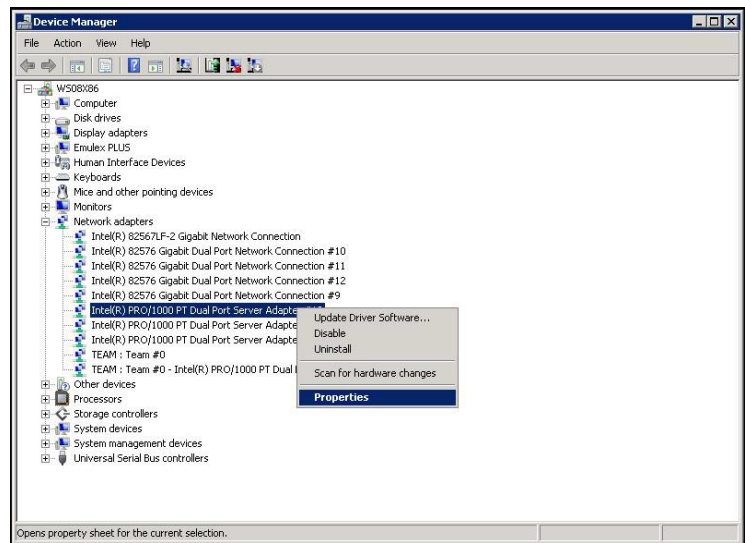 Device Manager
File Action View Help
WS08X86
Computer
Disk drives
Display adapters
Emulex PLUS
Human Interface Devices
Keyboards
Mice and other pointing devices
Monitors
Network adapters
Intel(R) 82567LF-2 Gigabit Network Connection
Intel(R) 82576 Gigabit Dual Port Network Connection #10
Intel(R) 82576 Gigabit Dual Port Network Connection #11
Intel(R) 82576 Gigabit Dual Port Network Connection #12
Intel(R) 82576 Gigabit Dual Port Network Connection #9
Intel(R) PRO/1000 PT Dual Port Server Adapter
Intel(R) PRO/1000 PT Dual Port Server Adapte
Intel(R) PRO/1000 PT Dual Port Server Adapte
TEAM : Team #0
TEAM : Team #0 - Intel(R) PRO/1000 PT Dual
Other devices
Processors
Storage controllers
System devices
System management devices
Universal Serial Bus controllers
Update Driver Software...
Disable
Uninstall
Scan for hardware changes
Properties
Opens property sheet for the current selection.